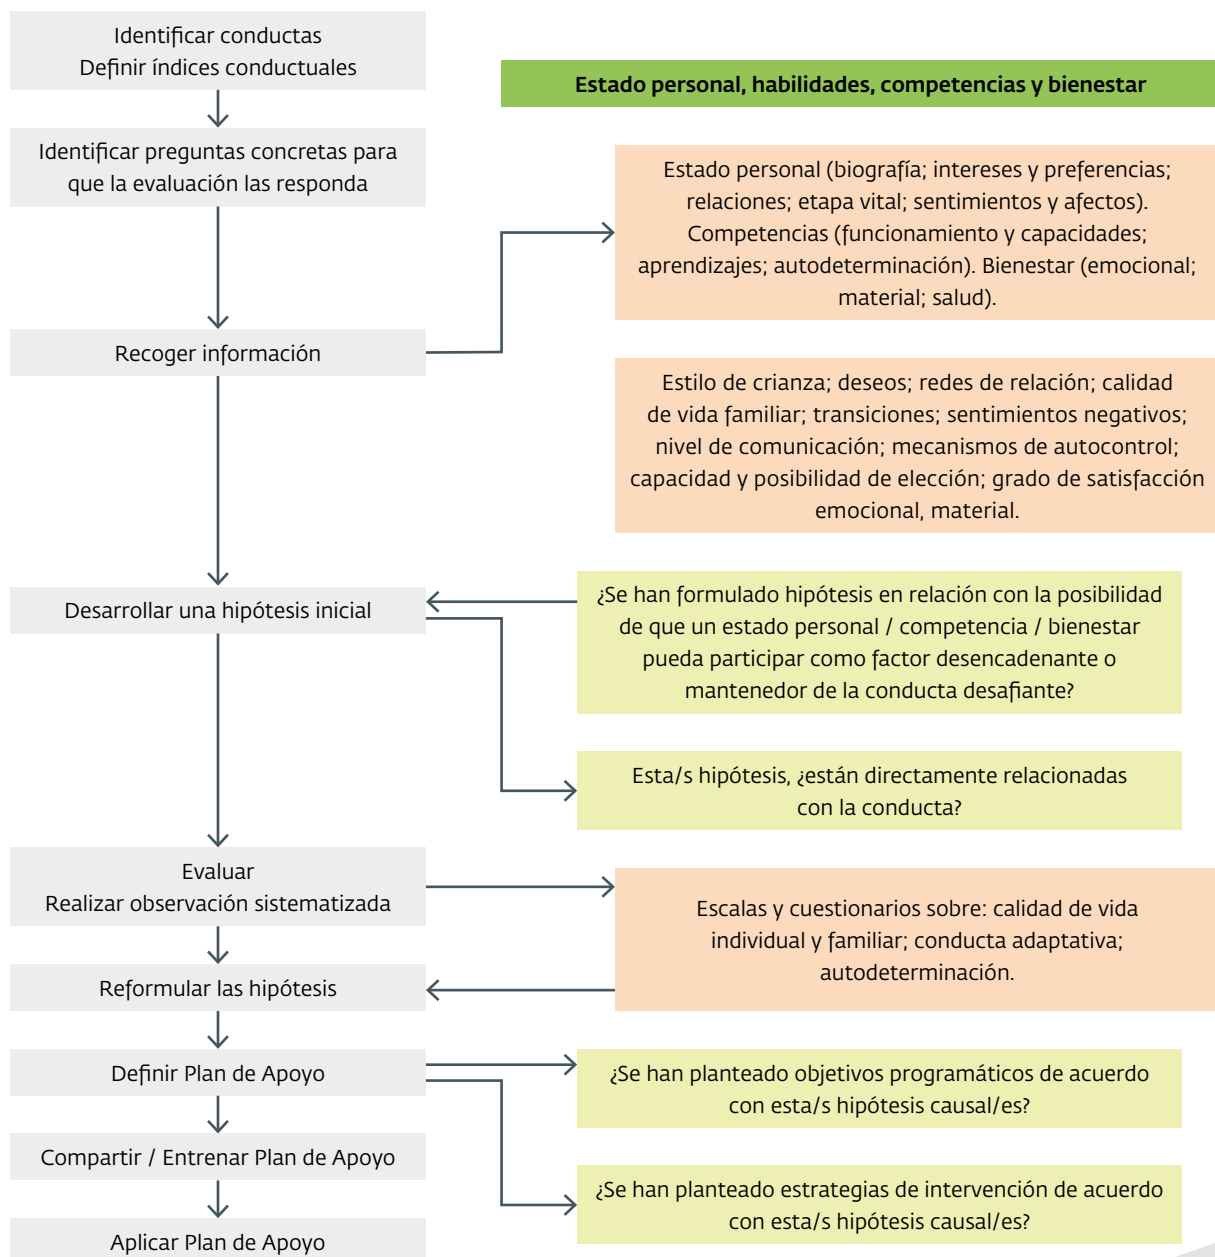 Identificar conductas
Definir índices conductuales
Estado personal, habilidades, competencias y bienestar
Identificar preguntas concretas para
que la evaluación las responda
Estado personal (biografía; intereses y preferencias;
relaciones; etapa vital; sentimientos y afectos).
Competencias (funcionamiento y capacidades;
aprendizajes; autodeterminación). Bienestar (emocional;
material; salud).
Recoger información
Estilo de crianza; deseos; redes de relación; calidad
de vida familiar; transiciones; sentimientos negativos;
nivel de comunicación; mecanismos de autocontrol;
capacidad y posibilidad de elección; grado de satisfacción
emocional, material.
Desarrollar una hipótesis inicial
¿Se han formulado hipótesis en relación con la posibilidad
de que un estado personal / competencia / bienestar
pueda participar como factor desencadenante o
mantenedor de la conducta desafiante?
Esta/s hipótesis, ¿están directamente relacionadas
con la conducta?
Evaluar
Realizar observación sistematizada
Escalas y cuestionarios sobre: calidad de vida
individual y familiar; conducta adaptativa;
autodeterminación.
Reformular las hipótesis
Definir Plan de Apoyo
¿Se han planteado objetivos programáticos de acuerdo
con esta/s hipótesis causal/es?
Compartir / Entrenar Plan de Apoyo
¿Se han planteado estrategias de intervención de acuerdo
con esta/s hipótesis causal/es?
Aplicar Plan de Apoyo